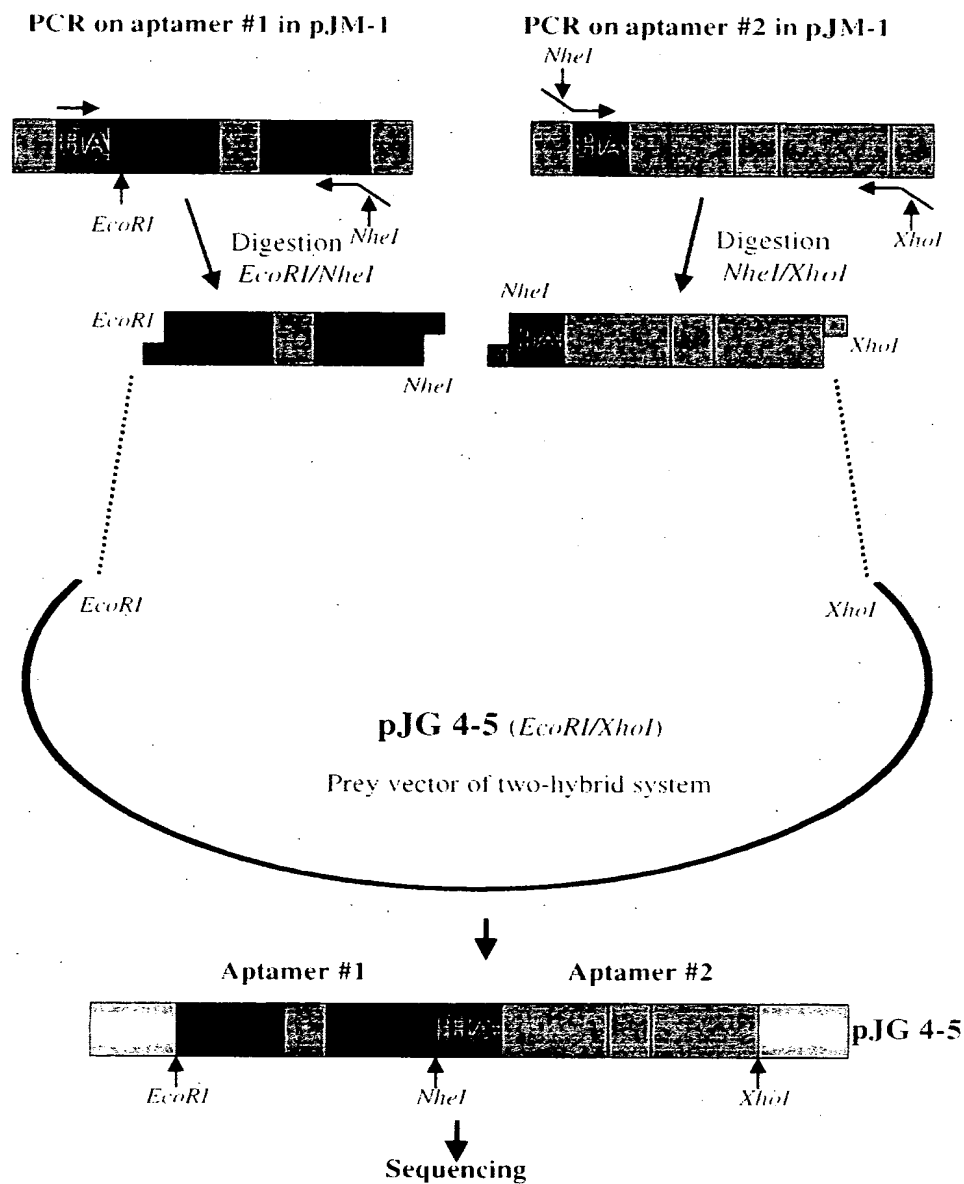 PCR on aptamer #1 in pJM-1
PCR on aptamer #2 in pJM-1
NheI
HA
HA
EcoRI
NheI
XhoI
Digestion
EcoRI/NheI
Digestion
NheI/XhoI
EcoRI
NheI
NheI
HA
XhoI
EcoRI
XhoI
pJG 4-5 (EcoRI/XhoI)
Prey vector of two-hybrid system
Aptamer #1
Aptamer #2
HA
pJG 4-5
EcoRI
NheI
XhoI
Sequencing